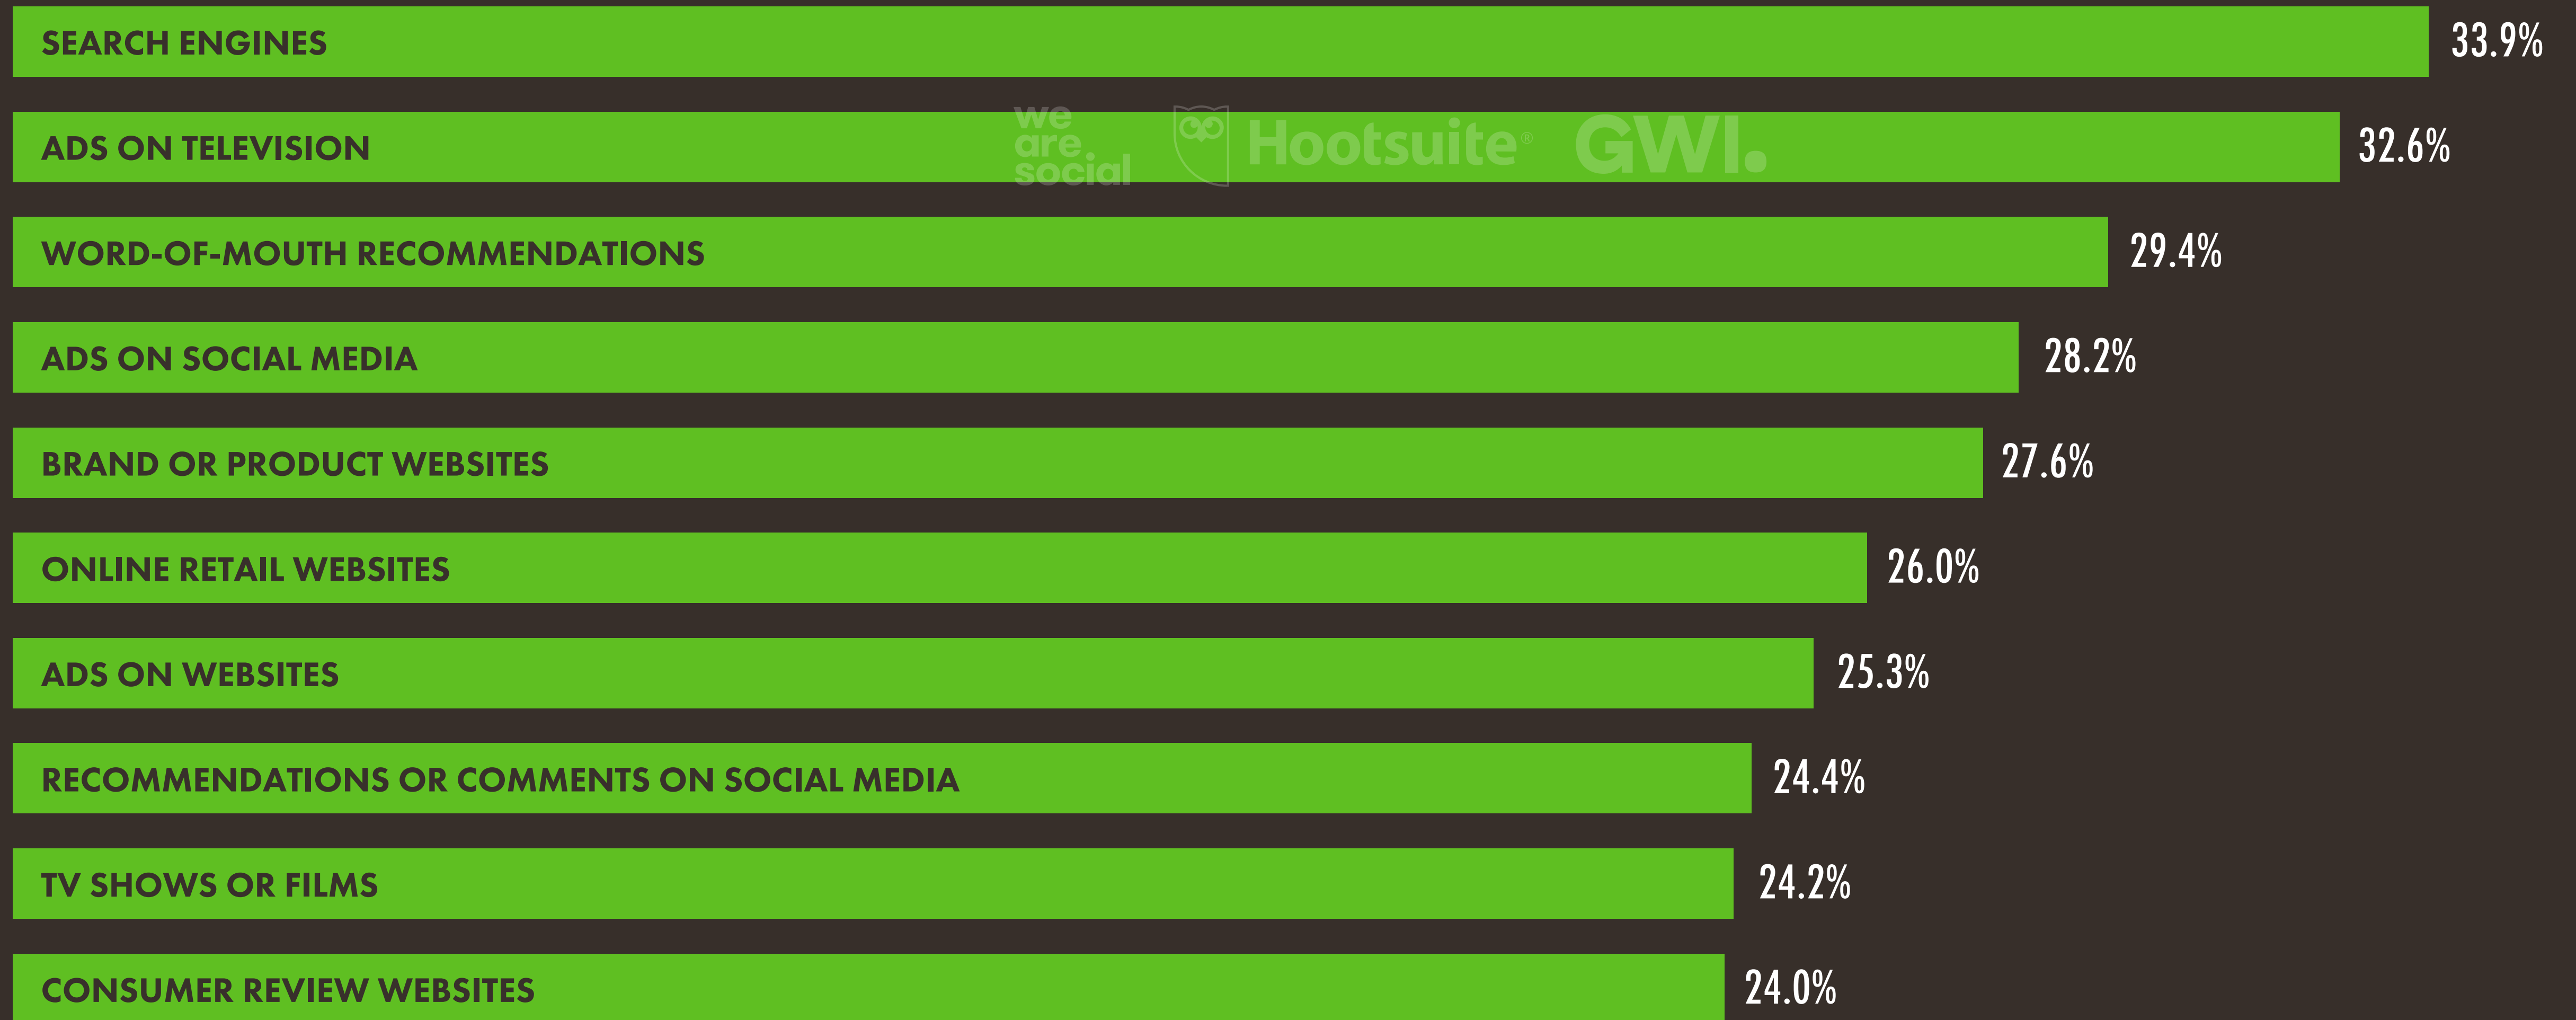 SEARCH ENGINES 33.9%
we
are
social
Hootsuite®
GWI.
ADS ON TELEVISION 32.6%
WORD-OF-MOUTH RECOMMENDATIONS 29.4%
ADS ON SOCIAL MEDIA 28.2%
BRAND OR PRODUCT WEBSITES 27.6%
ONLINE RETAIL WEBSITES 26.0%
ADS ON WEBSITES 25.3%
RECOMMENDATIONS OR COMMENTS ON SOCIAL MEDIA 24.4%
TV SHOWS OR FILMS 24.2%
CONSUMER REVIEW WEBSITES 24.0%